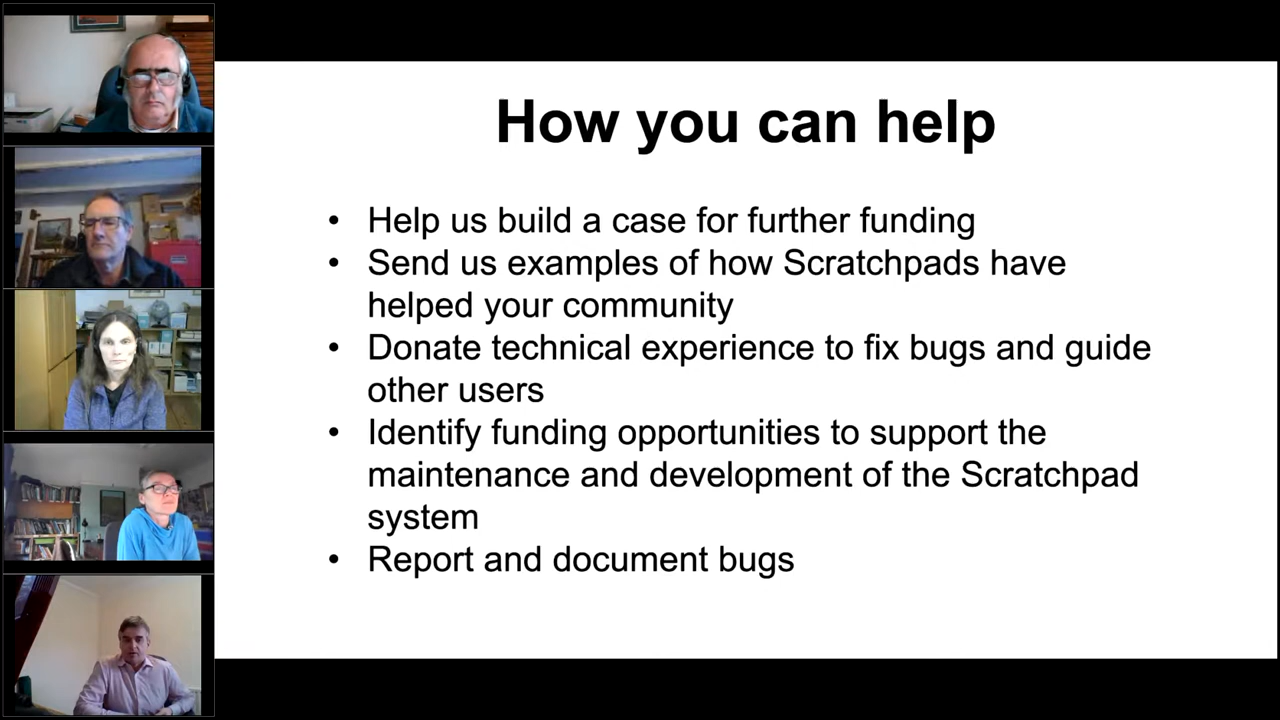 How you can help
• Help us build a case for further funding
• Send us examples of how Scratchpads have
helped your community
• Donate technical experience to fix bugs and guide
other users
• Identify funding opportunities to support the
maintenance and development of the Scratchpad
system
• Report and document bugs